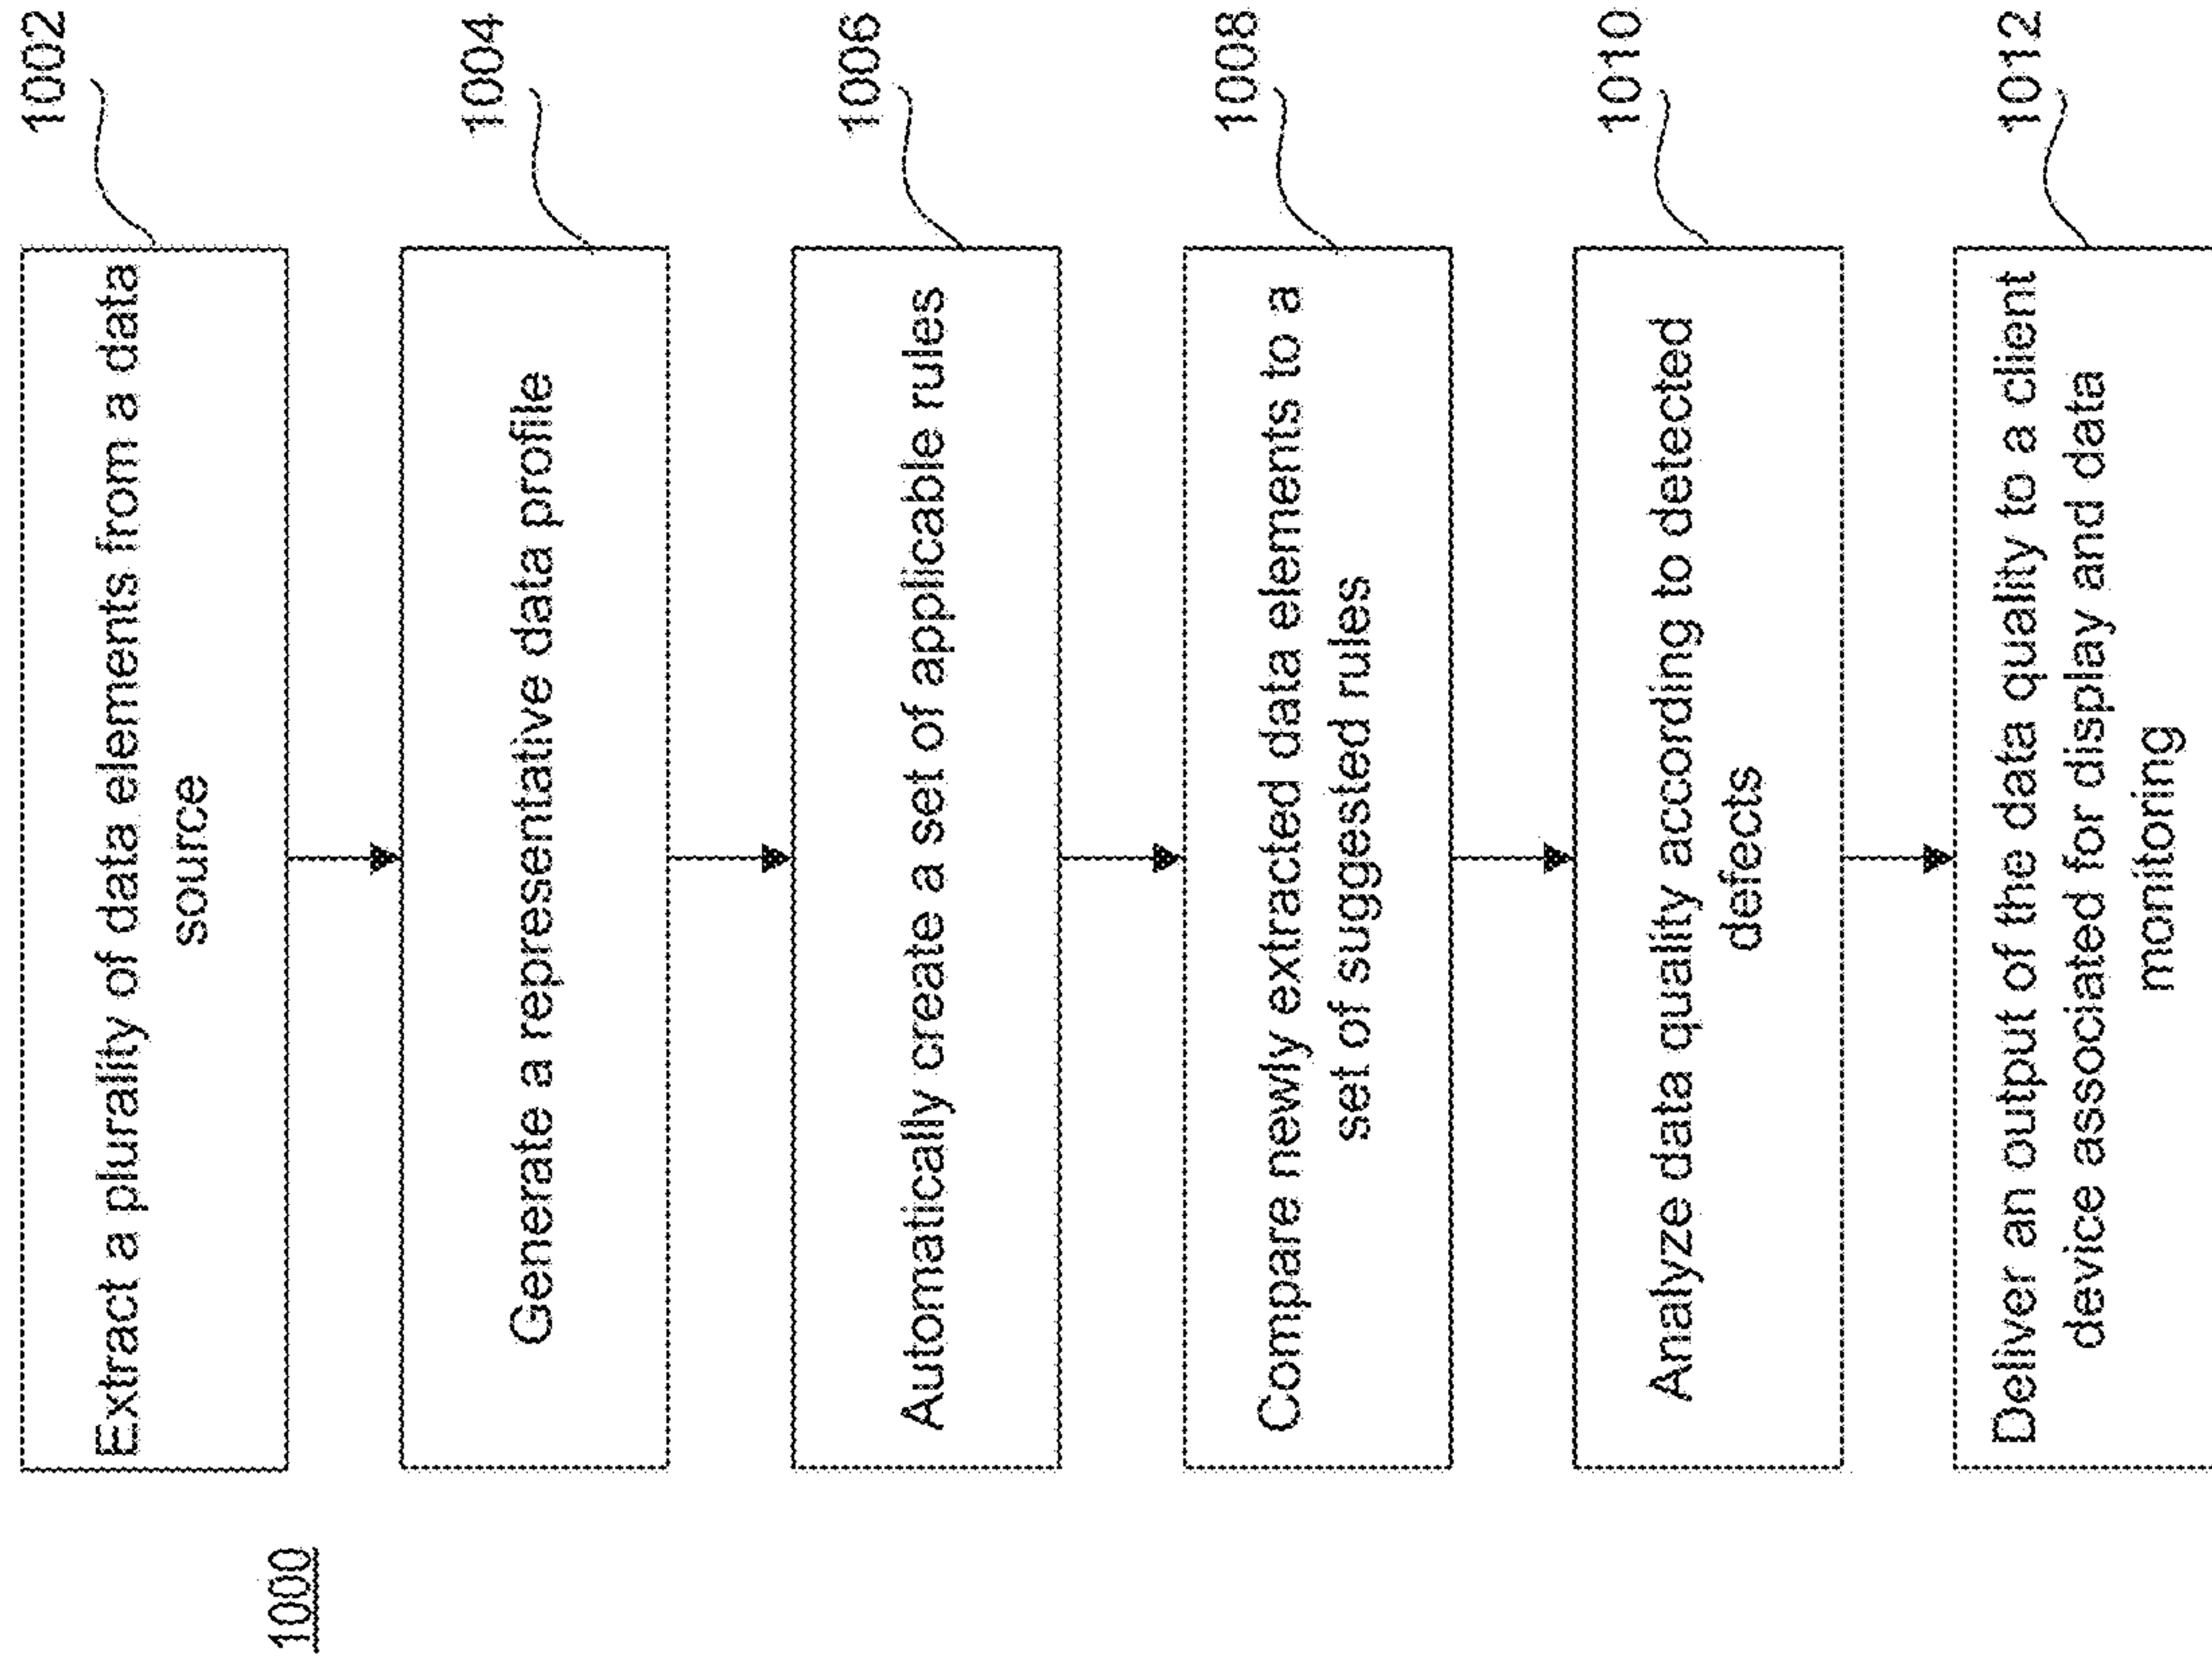 1000
1002
Extract a plurality of data elements from a data
source
1004
Generate a representative data profile
1006
Automatically create a set of applicable rules
1008
Compare newly extracted data elements to a
set of suggested rules
1010
Analyze data quality according to detected
defects
1012
Deliver an output of the data quality to a client
device associated for display and data
monitoring